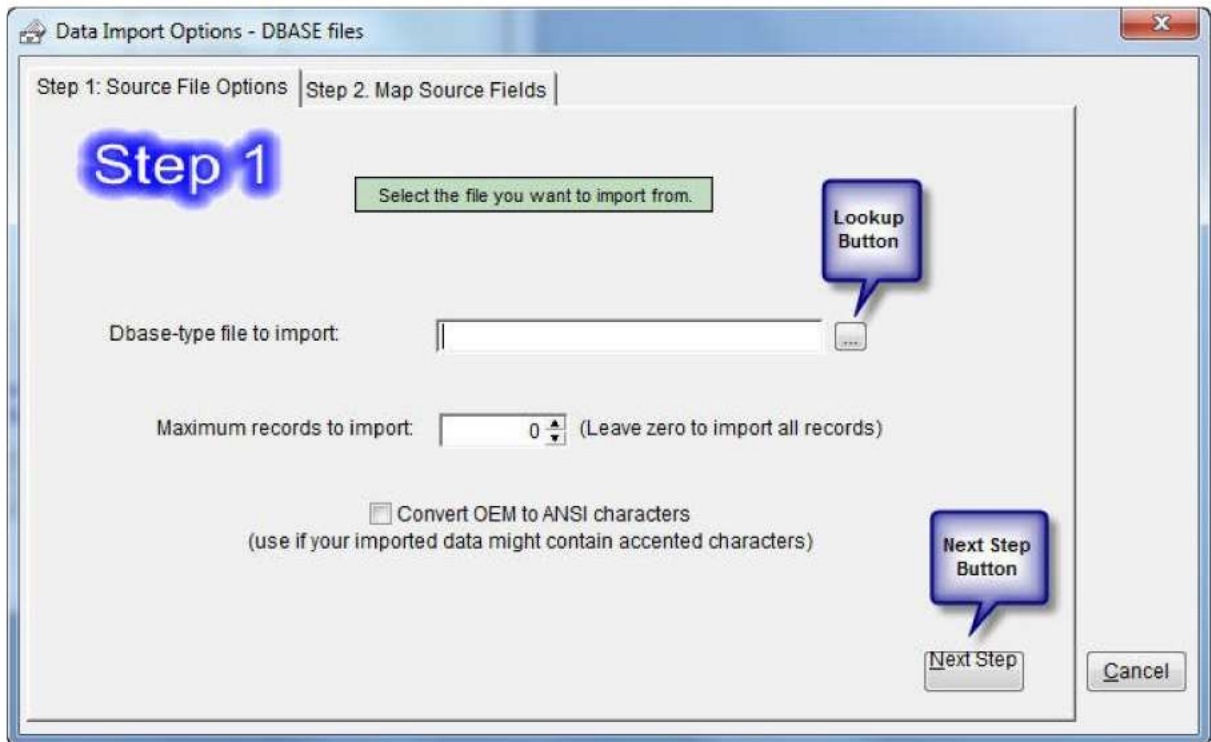 Data Import Options - DBASE files
Step 1: Source File Options
Step 2. Map Source Fields
Step 1
Select the file you want to import from.
Lookup
Button
Dbase-type file to import:
...
Maximum records to import:
0
(Leave zero to import all records)
Convert OEM to ANSI characters
(use if your imported data might contain accented characters)
Next Step
Button
Next Step
Cancel